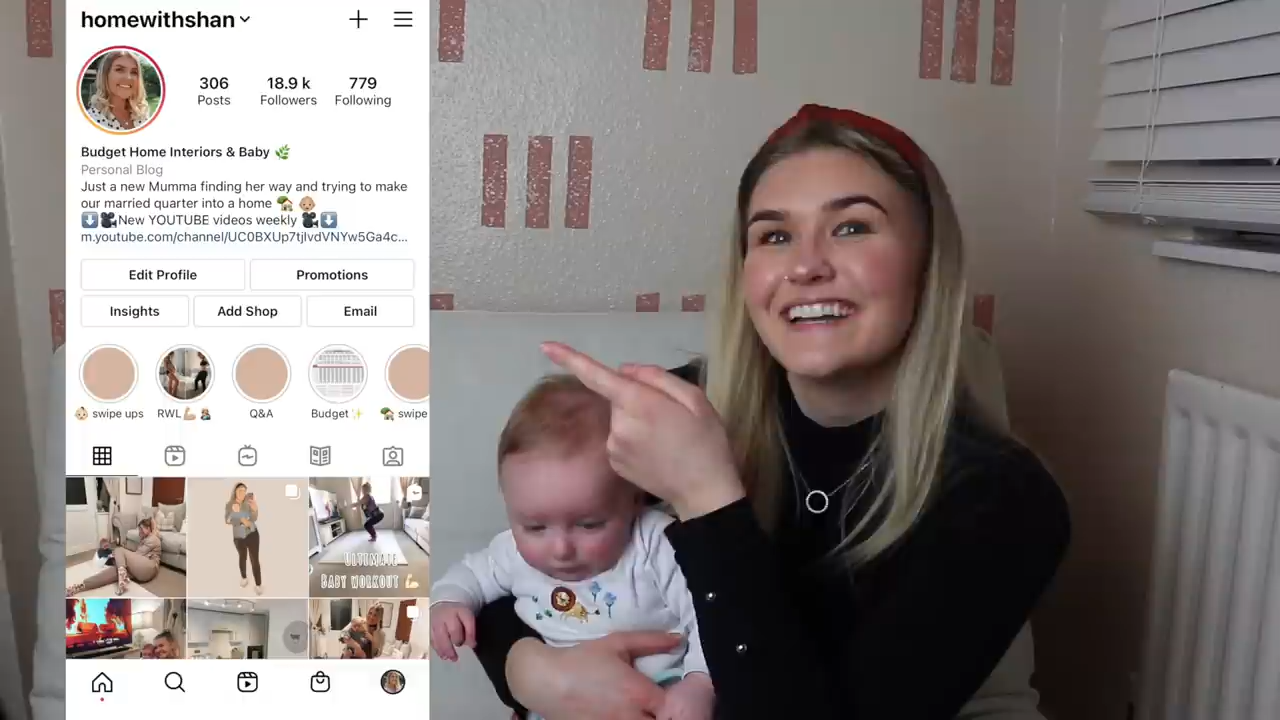 homewithshan
306
18.9 k
779
Posts
Followers
Following
Budget Home Interiors & Baby 🌿
Personal Blog
Just a new Mumma finding her way and trying to make
our married quarter into a home 🏡 👶🏼
⬇️🎥New YOUTUBE videos weekly 🎥⬇️
m.youtube.com/channel/UC0BXUp7tjIvdVNYw5Ga4c...
Edit Profile
Promotions
Insights
Add Shop
Email
👶🏼 swipe ups
RWL💪🏼🤱🏼
Q&A
Budget✨
🏡 swipe
ULTIMATE
BABY WORKOUT 💪🏼